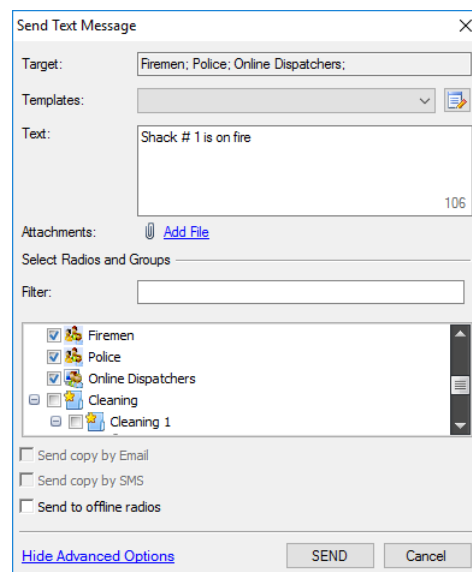 Send Text Message
Target: Firemen; Police; Online Dispatchers;
Templates:
Text: Shack # 1 is on fire
106
Attachments: Add File
Select Radios and Groups
Filter:
Firemen
Police
Online Dispatchers
Cleaning
Cleaning 1
Send copy by Email
Send copy by SMS
Send to offline radios
Hide Advanced Options SEND Cancel